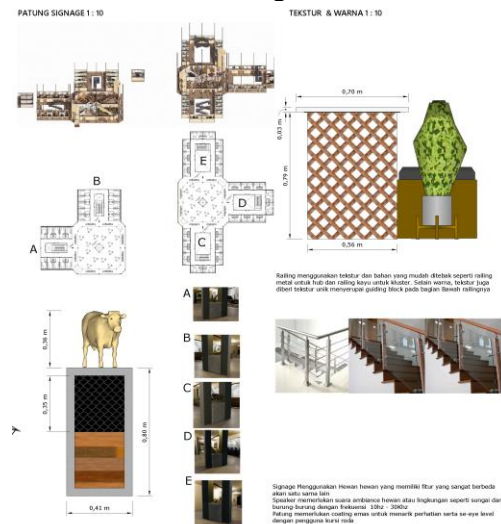 PATUNG SIGNAGE 1 : 10
TEKSTUR & WARNA 1 : 10
0,70 m
0,03 m
0,79 m
0,56 m
E
D
C
B
A
Railing menggunakan tekstur dan bahan yang mudah ditebak seperti railing
metal untuk hub dan railing kayu untuk kluster. Selain warna, tekstur juga
diberi tekstur unik menyerupai guiding block pada bagian Bawah railingnya
A
B
C
D
E
0,36 m
0,35 m
0,80 m
0,41 m
Signage Menggunakan Hewan hewan yang memiliki fitur yang sangat berbeda
akan satu sama lain
Speaker memerlukan suara ambiance hewan atau lingkungan seperti sungai dan
burung-burung dengan frekuensi 10hz - 30Khz
Patung memerlukan coating emas untuk menarik perhatian serta se-eye level
dengan pengguna kursi roda